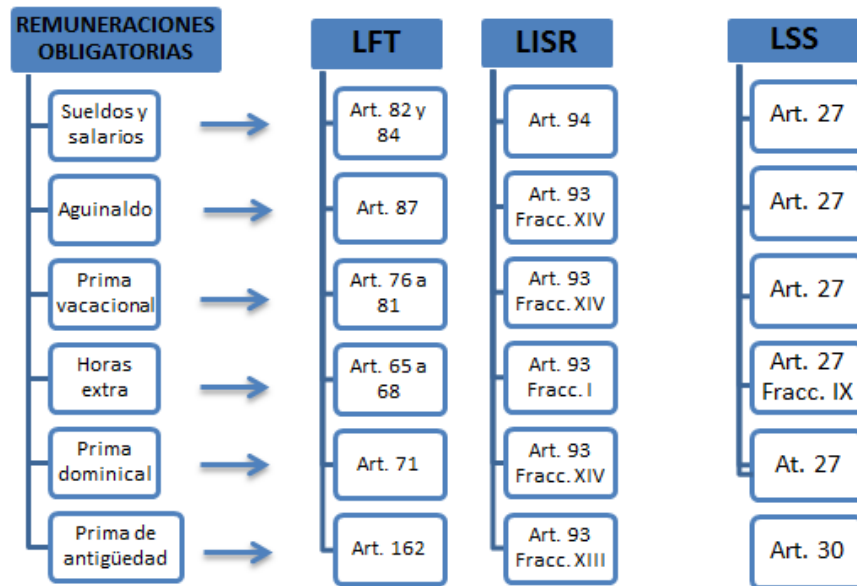 REMUNERACIONES
OBLIGATORIAS
LFT
LISR
LSS
Sueldos y
salarios
Art. 82 y
84
Art. 94
Art. 27
Aguinaldo
Art. 87
Art. 93
Fracc. XIV
Art. 27
Prima
vacacional
Art. 76 a
81
Art. 93
Fracc. XIV
Art. 27
Horas
extra
Art. 65 a
68
Art. 93
Fracc. I
Art. 27
Fracc. IX
Prima
dominical
Art. 71
Art. 93
Fracc. XIV
At. 27
Prima de
antigüedad
Art. 162
Art. 93
Fracc. XIII
Art. 30